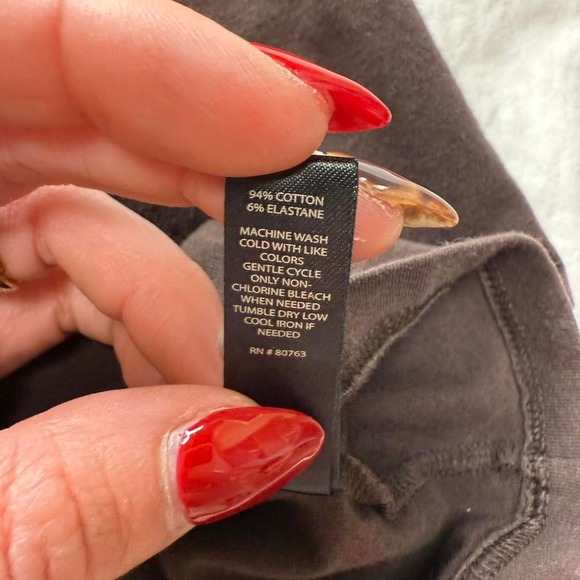 94% COTTON
6% ELASTANE
MACHINE WASH
COLD WITH LIKE
COLORS
GENTLE CYCLE
ONLY NON-
CHLORINE BLEACH
WHEN NEEDED
TUMBLE DRY LOW
COOL IRON IF
NEEDED
RN # 80763